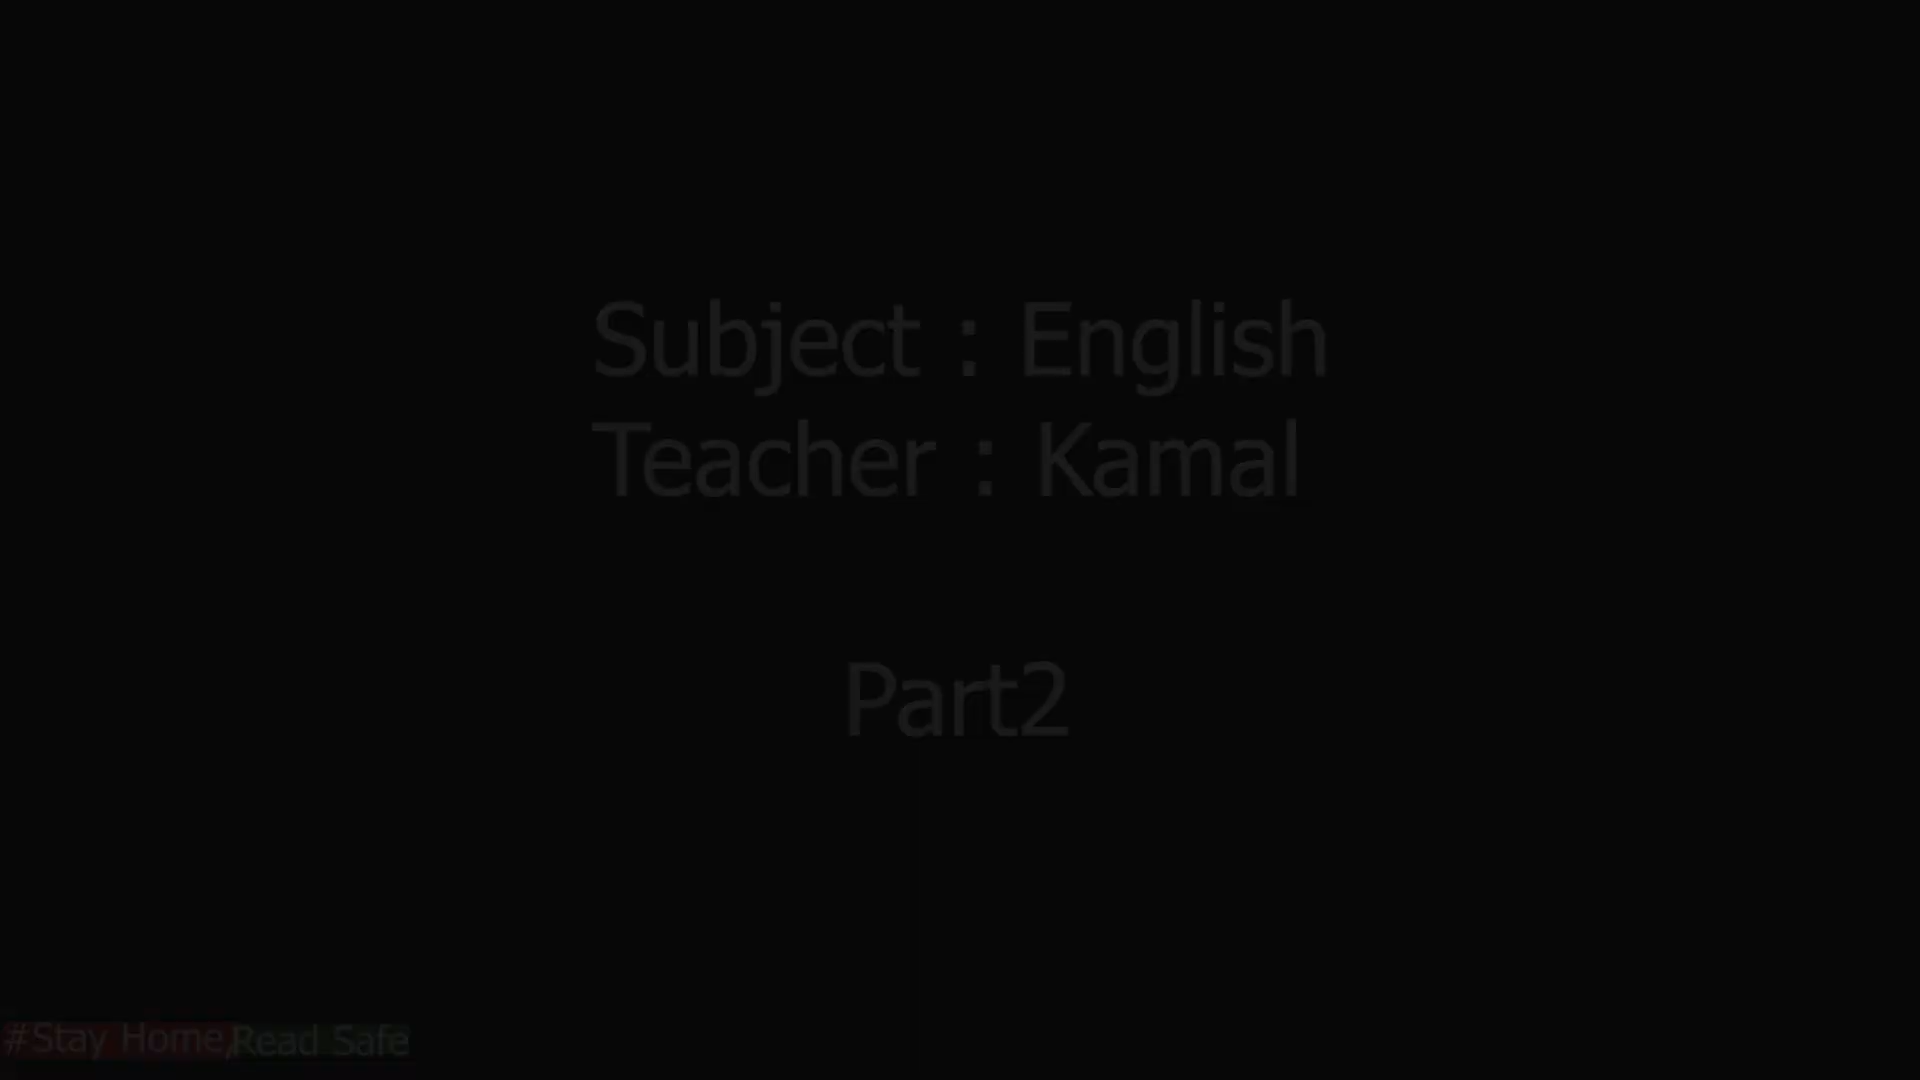 Subject : English
Teacher : Kamal
Part2
#Stay Home,Read Safe